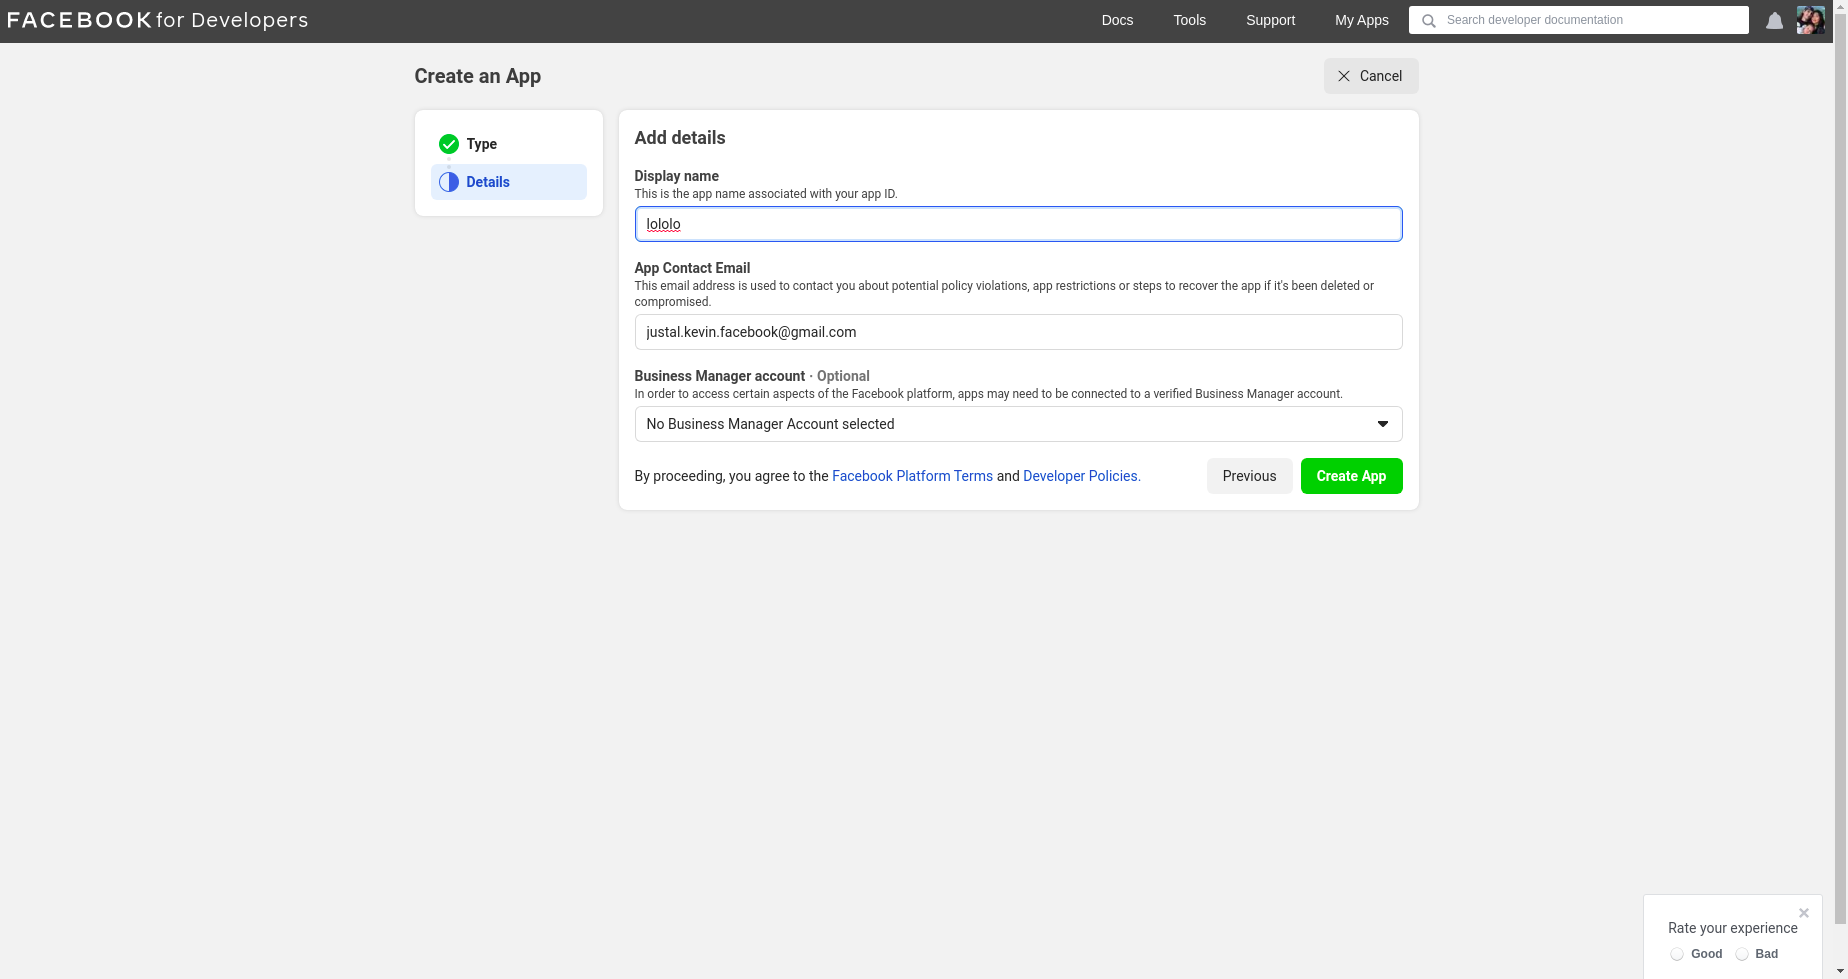 FACEBOOK for Developers
Docs
Tools
Support
My Apps
Search developer documentation
Create an App
Cancel
Type
Details
Add details
Display name
This is the app name associated with your app ID.
lololo
App Contact Email
This email address is used to contact you about potential policy violations, app restrictions or steps to recover the app if it's been deleted or
compromised.
justal.kevin.facebook@gmail.com
Business Manager account · Optional
In order to access certain aspects of the Facebook platform, apps may need to be connected to a verified Business Manager account.
No Business Manager Account selected
By proceeding, you agree to the Facebook Platform Terms and Developer Policies.
Previous
Create App
Rate your experience
Good
Bad